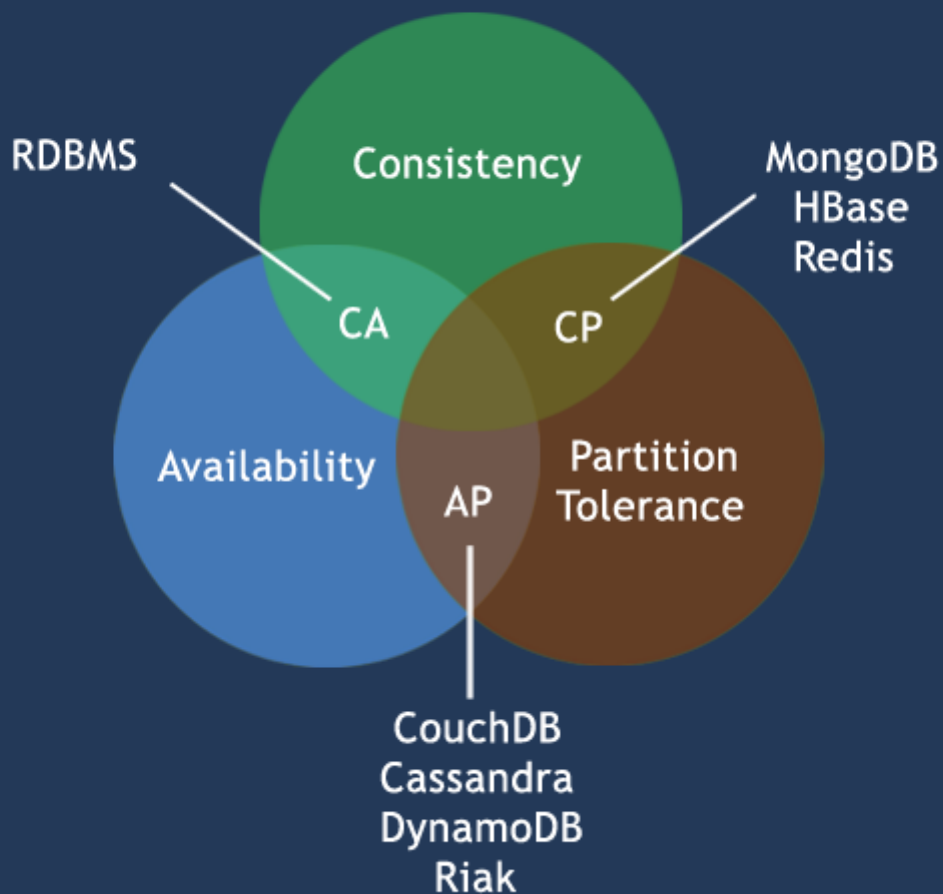 RDBMS
Consistency
MongoDB
HBase
Redis
CA
CP
Availability
Partition
Tolerance
AP
CouchDB
Cassandra
DynamoDB
Riak